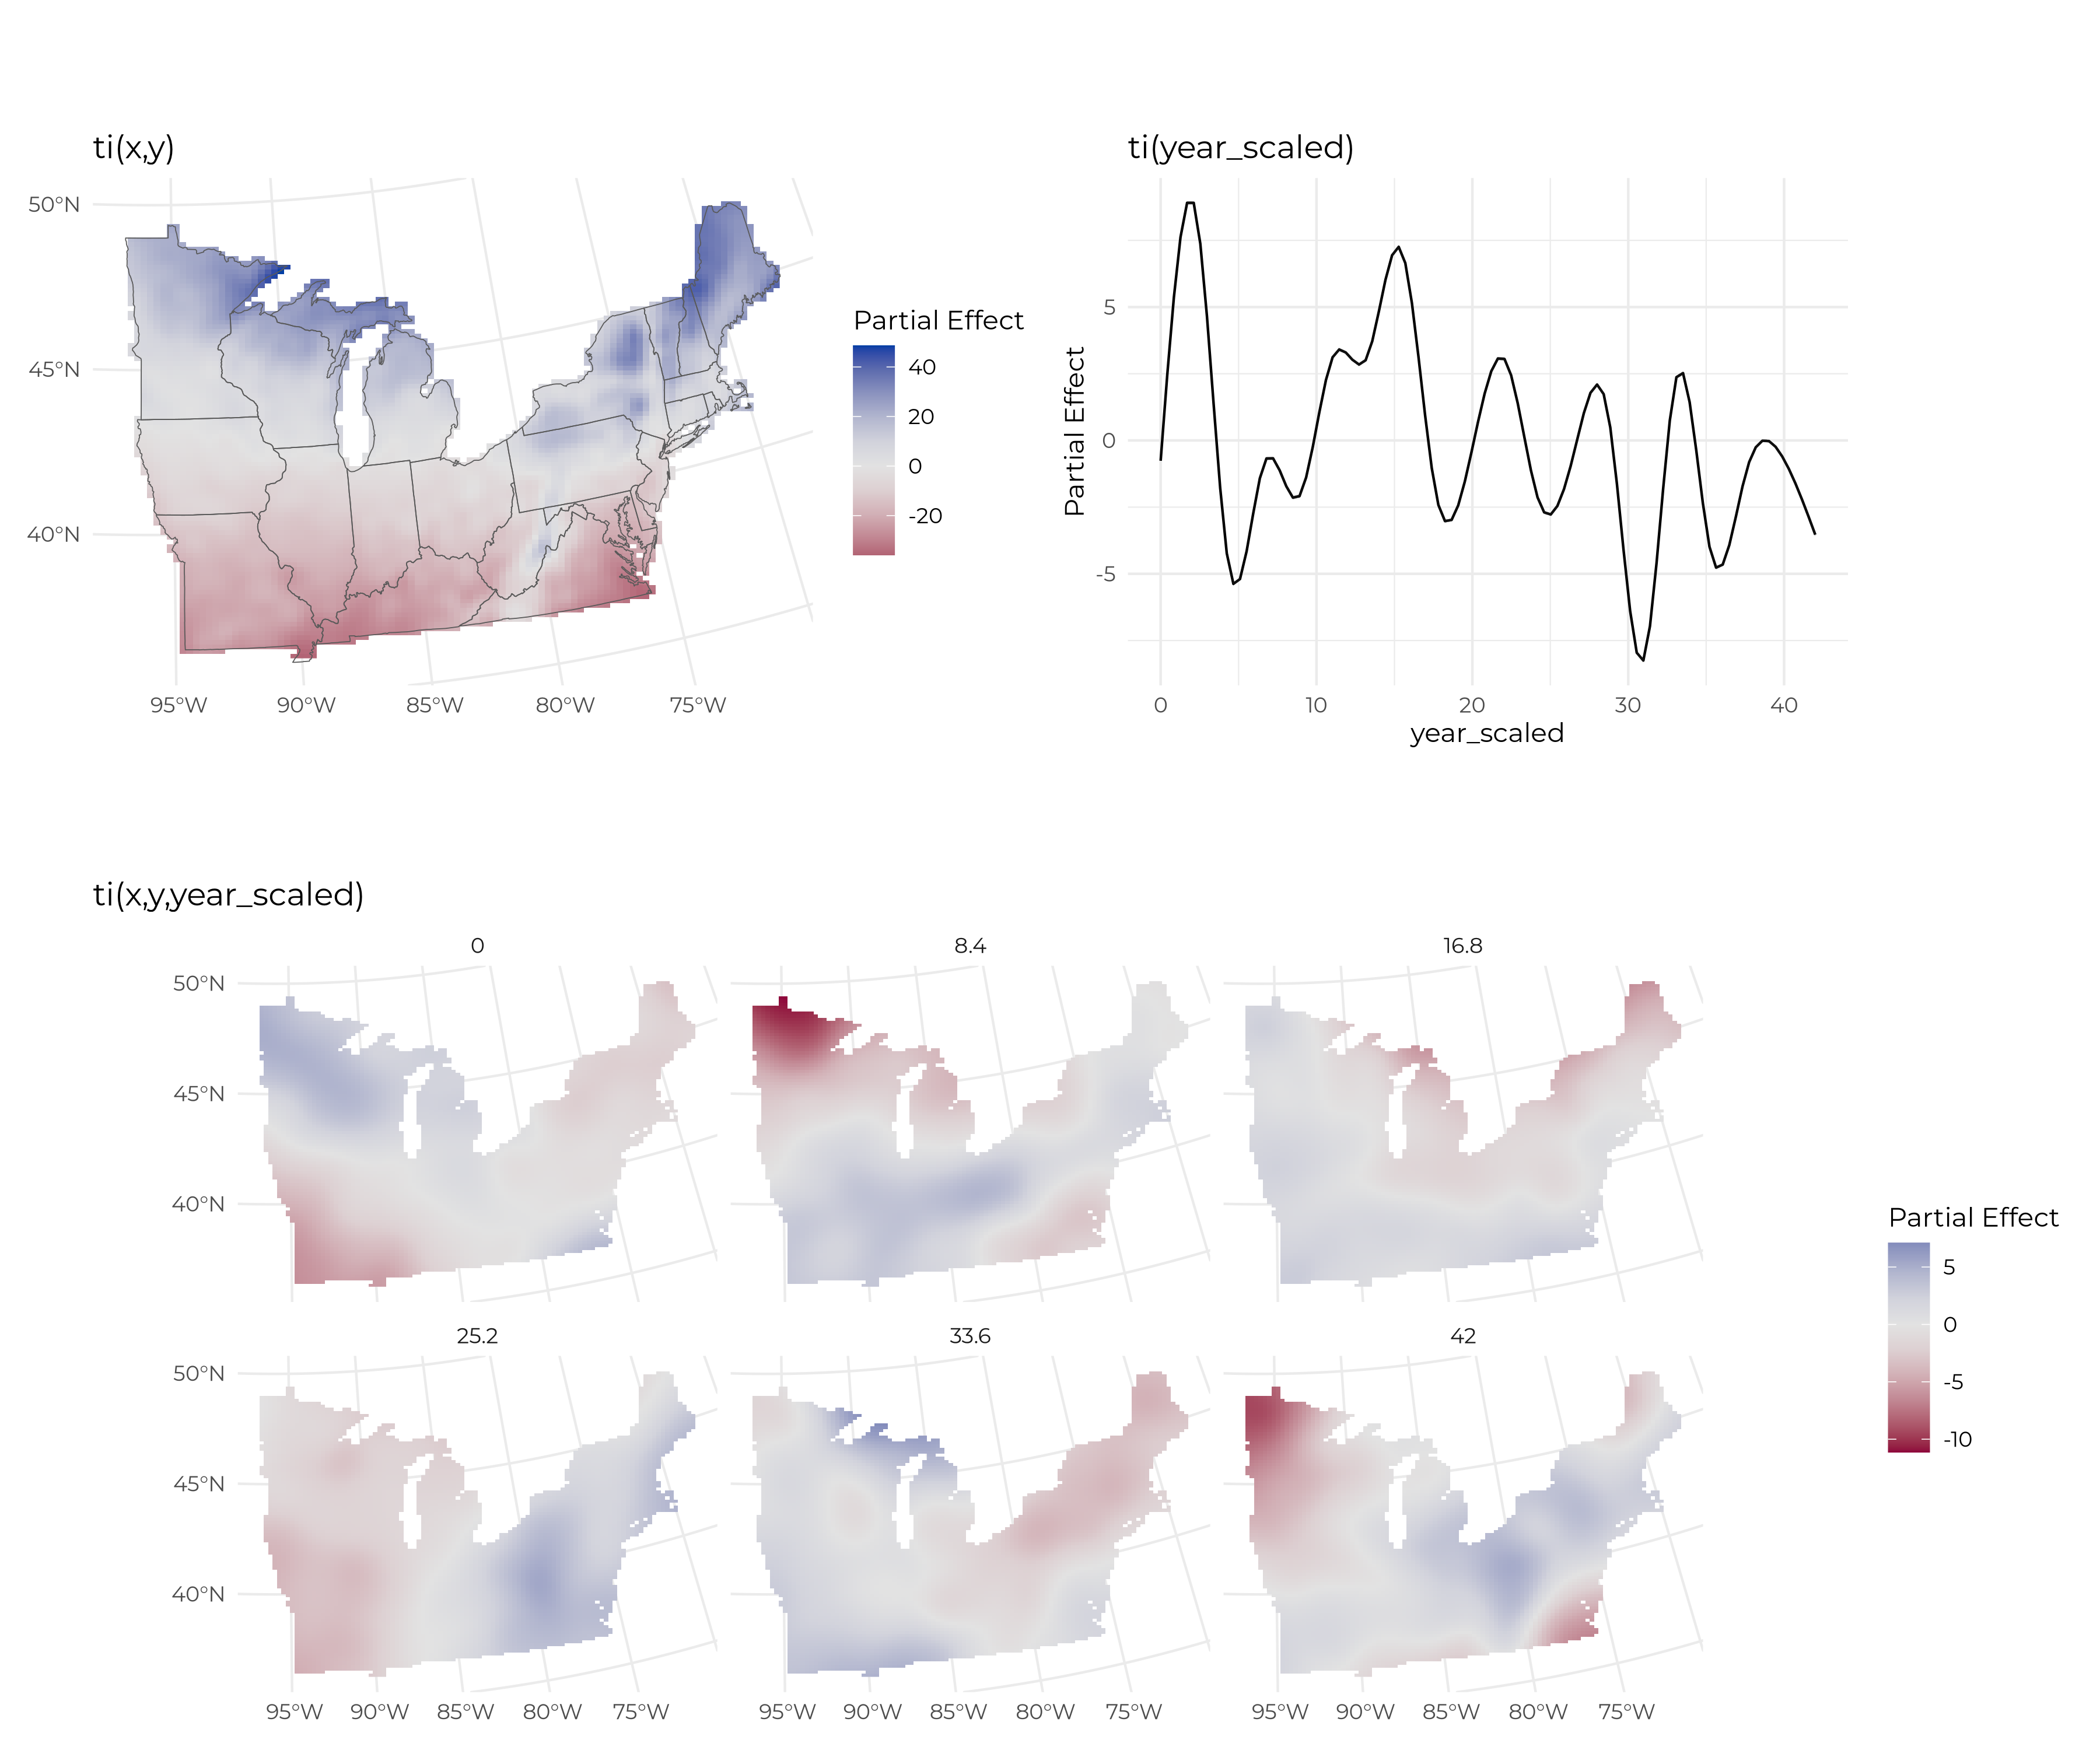 ti(x,y)
50°N
45°N
40°N
95°W 90°W 85°W 80°W 75°W
Partial Effect
40
20
0
-20
ti(year_scaled)
Partial Effect
5
0
-5
0 10 20 30 40
year_scaled
ti(x,y,year_scaled)
0 8.4 16.8
50°N
45°N
40°N
25.2 33.6 42
50°N
45°N
40°N
95°W 90°W 85°W 80°W 75°W 95°W 90°W 85°W 80°W 75°W 95°W 90°W 85°W 80°W 75°W
Partial Effect
5
0
-5
-10